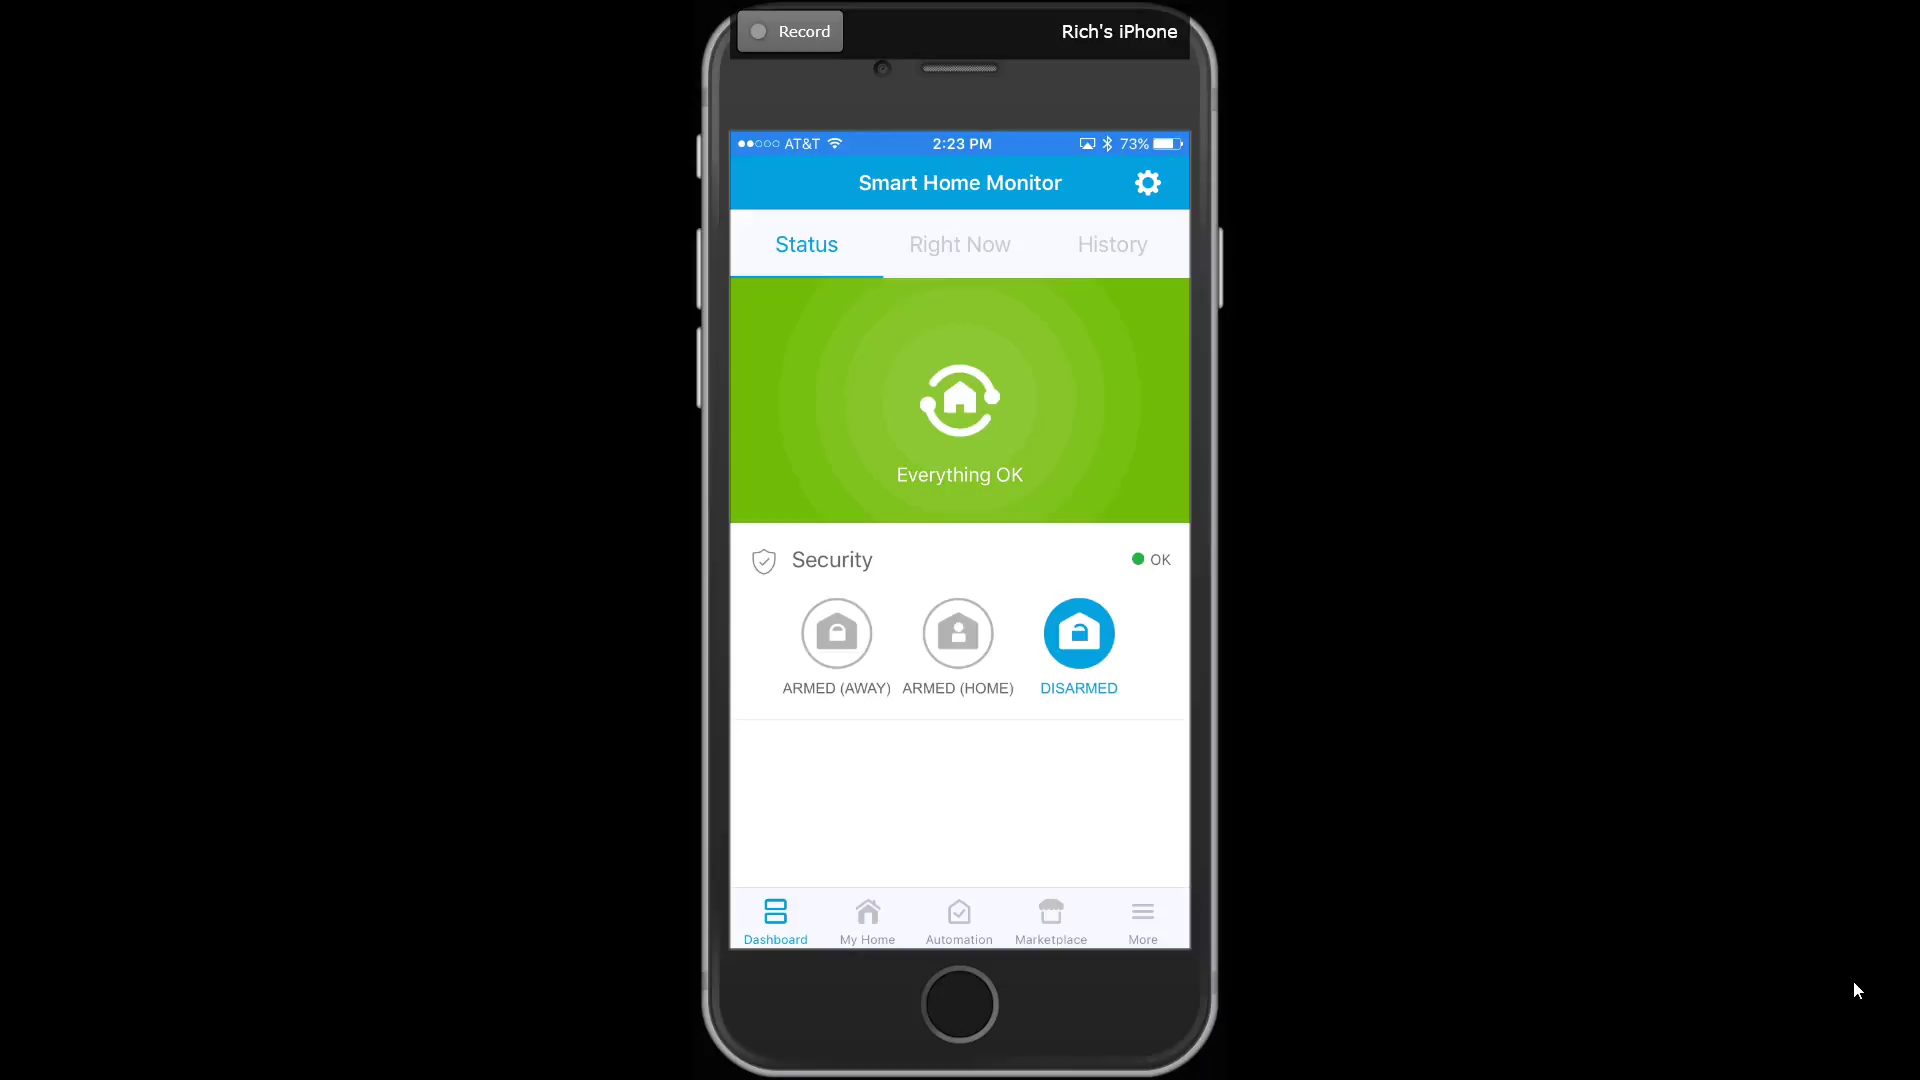 Record
Rich's iPhone
AT&T 2:23 PM 73%
Smart Home Monitor
Status Right Now History
Everything OK
Security OK
ARMED (AWAY) ARMED (HOME) DISARMED
Dashboard My Home Automation Marketplace More